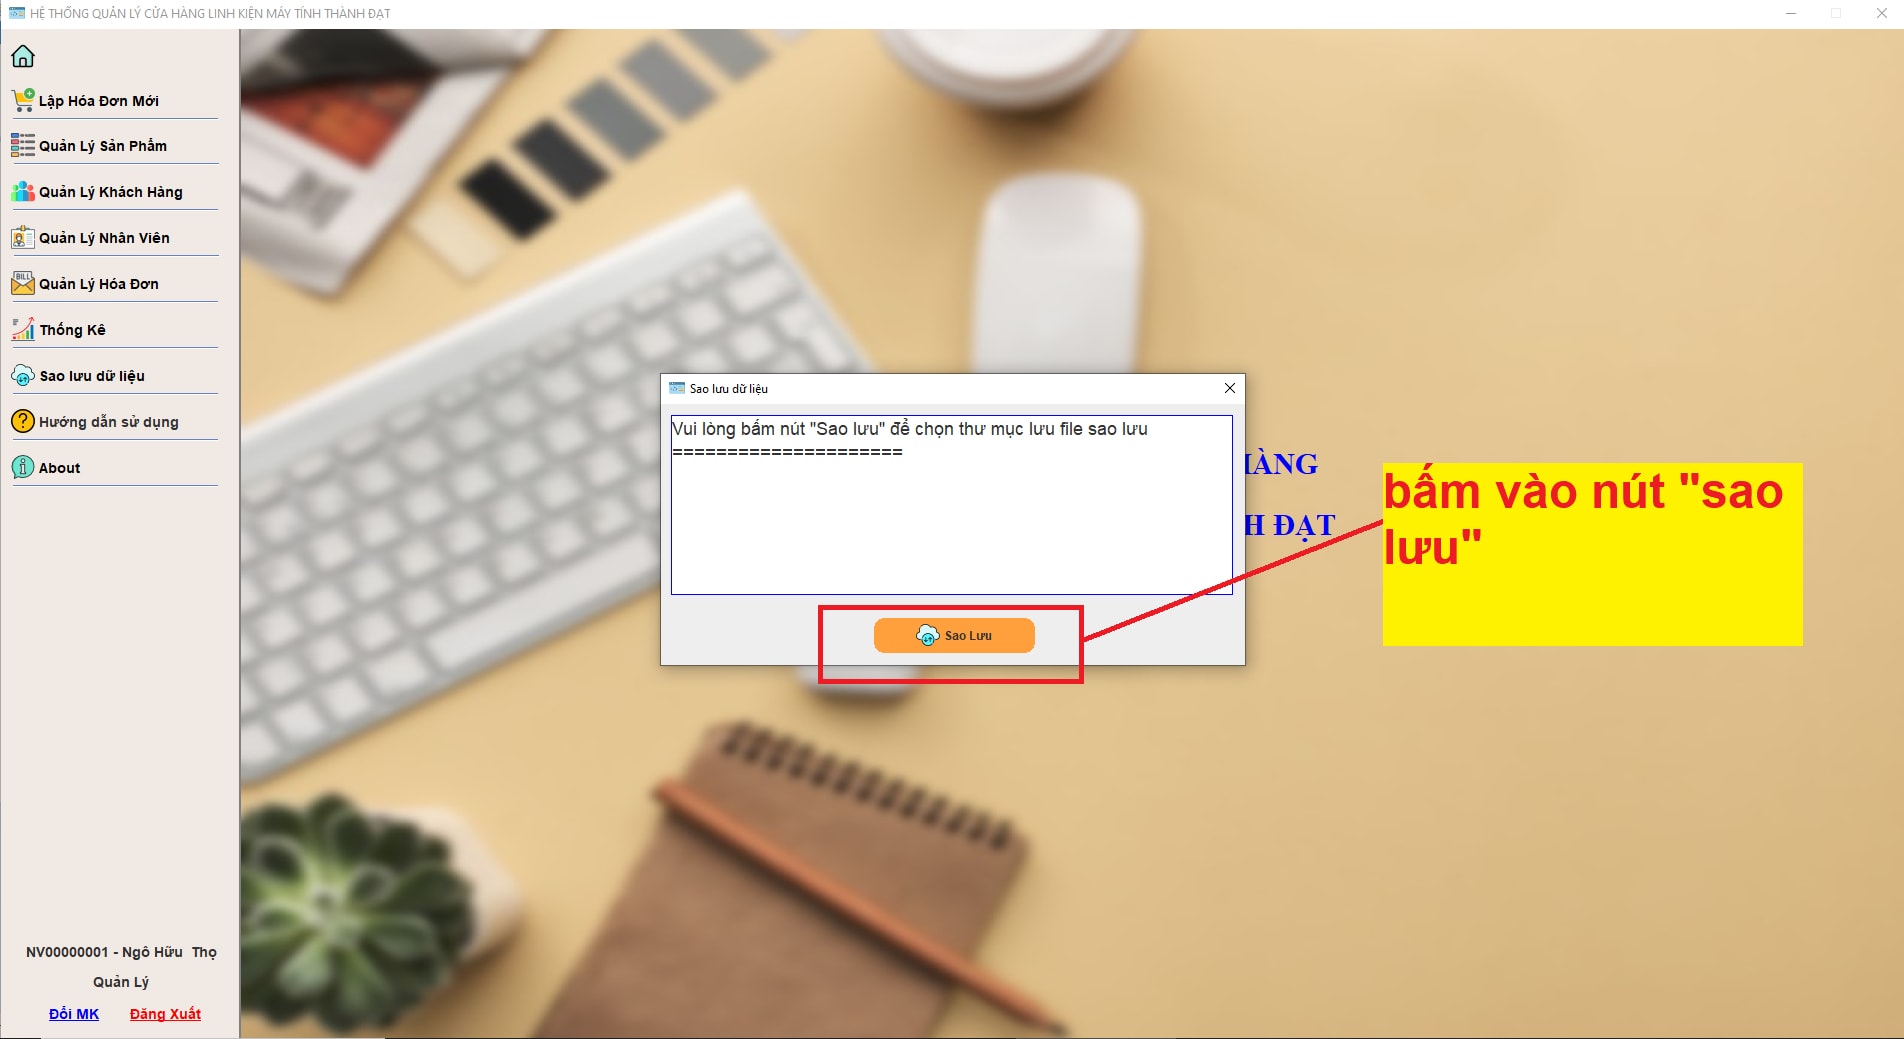 HỆ THỐNG QUẢN LÝ CỬA HÀNG LINH KIỆN MÁY TÍNH THÀNH ĐẠT
Lập Hóa Đơn Mới
Quản Lý Sản Phẩm
Quản Lý Khách Hàng
Quản Lý Nhân Viên
BILL
Quản Lý Hóa Đơn
Thống Kê
Sao lưu dữ liệu
Hướng dẫn sử dụng
About
NV00000001 - Ngô Hữu  Thọ
Quản Lý
Đổi MK
Đăng Xuất
Sao lưu dữ liệu
Vui lòng bấm nút "Sao lưu" để chọn thư mục lưu file sao lưu
=====================
Sao Lưu
HÀNG
H ĐẠT
bấm vào nút "sao
lưu"